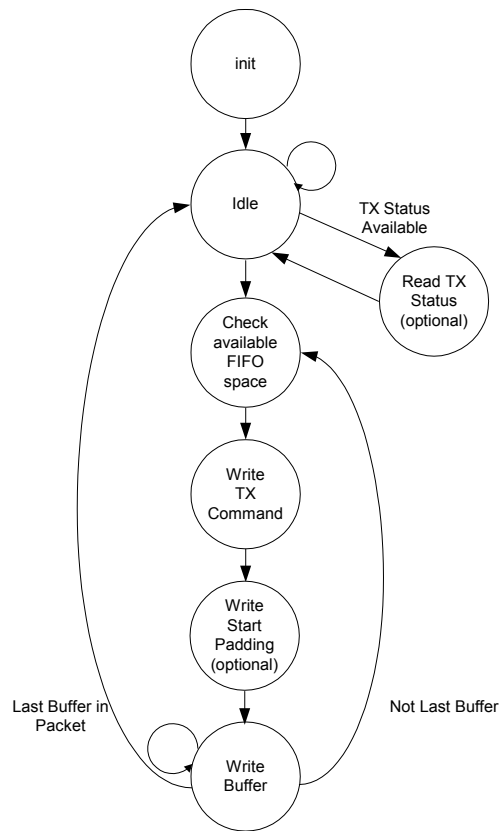 init
Idle
TX Status
Available
Read TX
Status
(optional)
Check
available
FIFO
space
Write
TX
Command
Write
Start
Padding
(optional)
Last Buffer in
Packet
Not Last Buffer
Write
Buffer